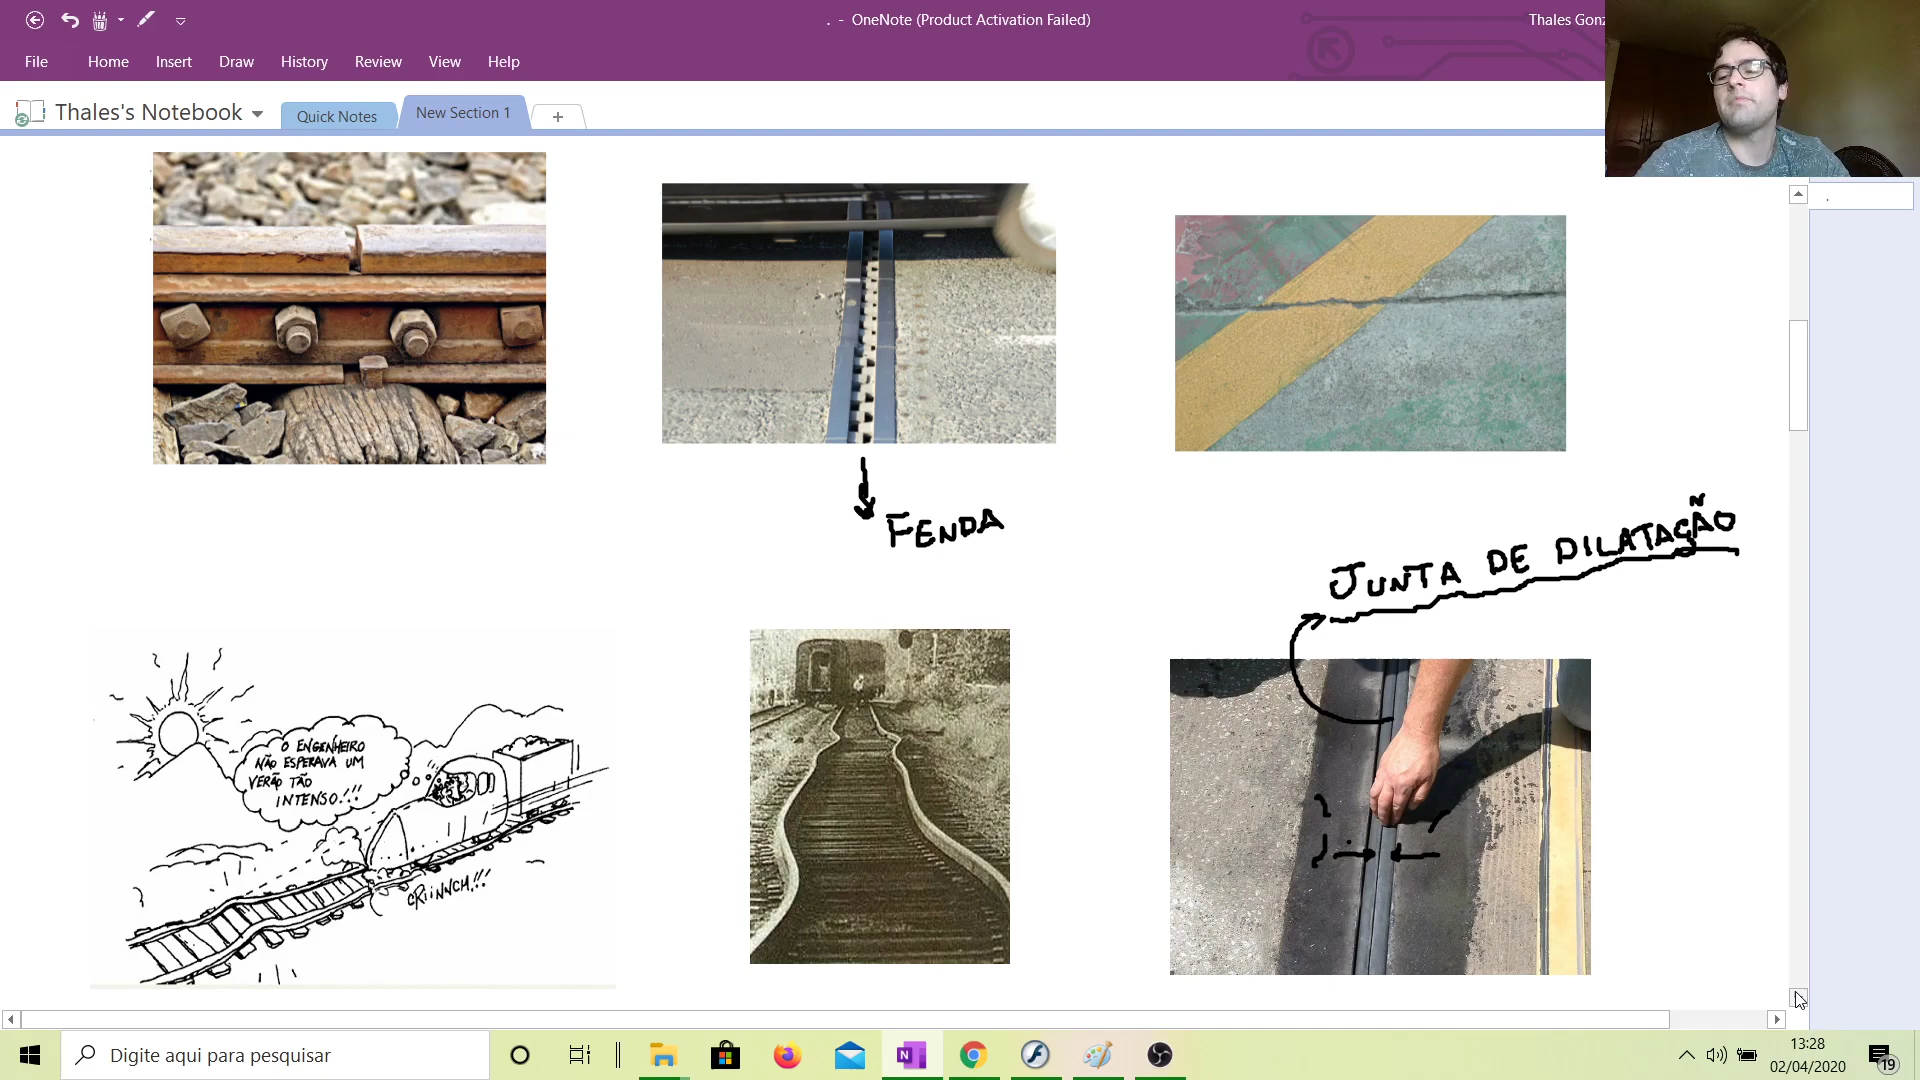 . - OneNote (Product Activation Failed)
Thales Gonz
File Home Insert Draw History Review View Help
Thales's Notebook
Quick Notes
New Section 1
+
.
FENDA
JUNTA DE DILATAÇÃO
O ENGENHEIRO
NÃO ESPERAVA UM
VERÃO TÃO
INTENSO!!!
CRIINNCH!!!
Digite aqui para pesquisar
13:28
02/04/2020
19